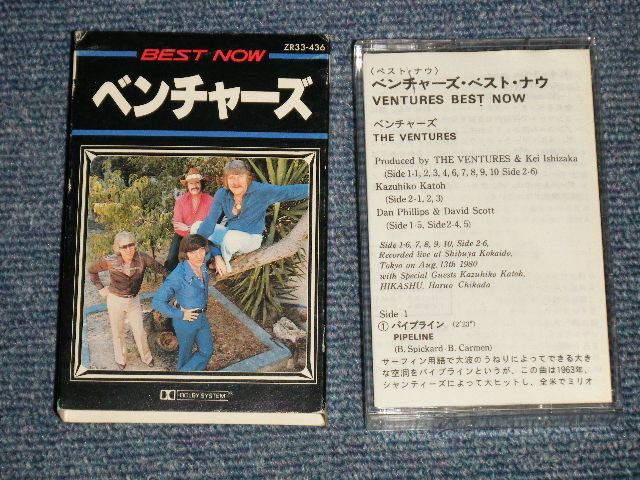 BEST NOW
ZR33-436
ベンチャーズ
DOLBY SYSTEM
(ベスト・ナウ)
ベンチャーズ・ベスト・ナウ
VENTURES BEST NOW
ベンチャーズ
THE VENTURES
Produced by THE VENTURES & Kei Ishizaka
(Side 1-1, 2, 3, 4, 6, 7, 8, 9, 10 Side 2-6)
Kazuhiko Katoh
(Side 2-1, 2, 3)
Dan Phillips & David Scott
(Side 1-5, Side 2-4, 5)
Side 1-6, 7, 8, 9, 10, Side 2-6,
Recorded live at Shibuya Kokaido,
Tokyo on Aug. 13th 1980
with Special Guests Kazuhiko Katoh,
HIKASHU, Haruo Chikada
Side 1
① パイプライン (2'23")
PIPELINE
(B. Spickard-B. Carmen)
サーフィン用語で大波のうねりによってできる大き
な空洞をパイプラインというが、この曲は1963年、
シャンティーズによって大ヒットし、全米でミリオ